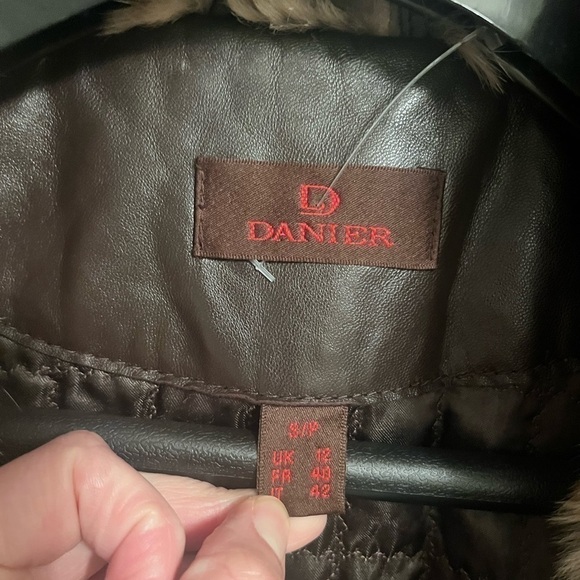 D
DANIER
S/P
UK 12
FR 40
IT 42